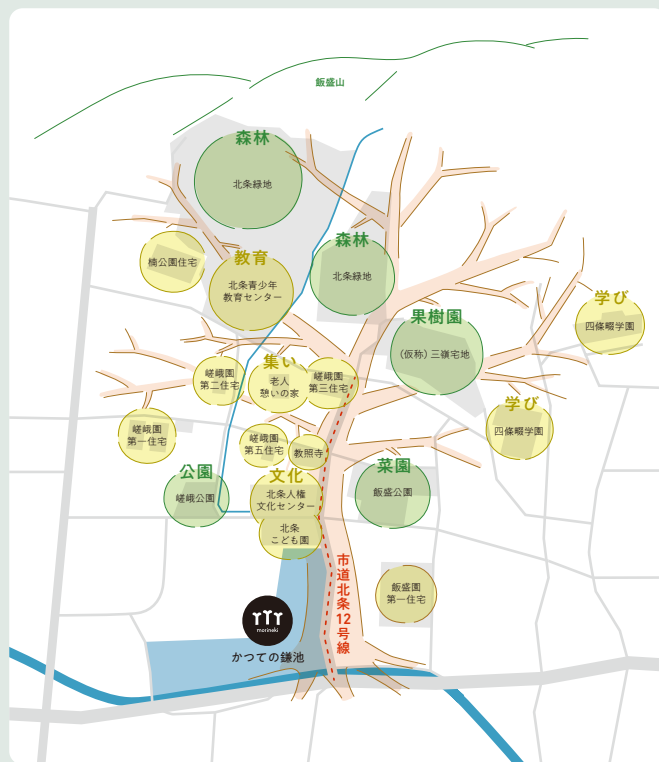 飯盛山
森林
北条緑地
森林
北条緑地
楠公園住宅
教育
北条青少年
教育センター
学び
四條畷学園
果樹園
(仮称)三嶺宅地
集い
老人
憩いの家
嵯峨園
第二住宅
嵯峨園
第三住宅
学び
四條畷学園
嵯峨園
第一住宅
嵯峨園
第五住宅
教照寺
公園
嵯峨公園
文化
北条人権
文化センター
北条
こども園
菜園
飯盛公園
市道北条12号線
飯盛園
第一住宅
morineki
かつての鎌池